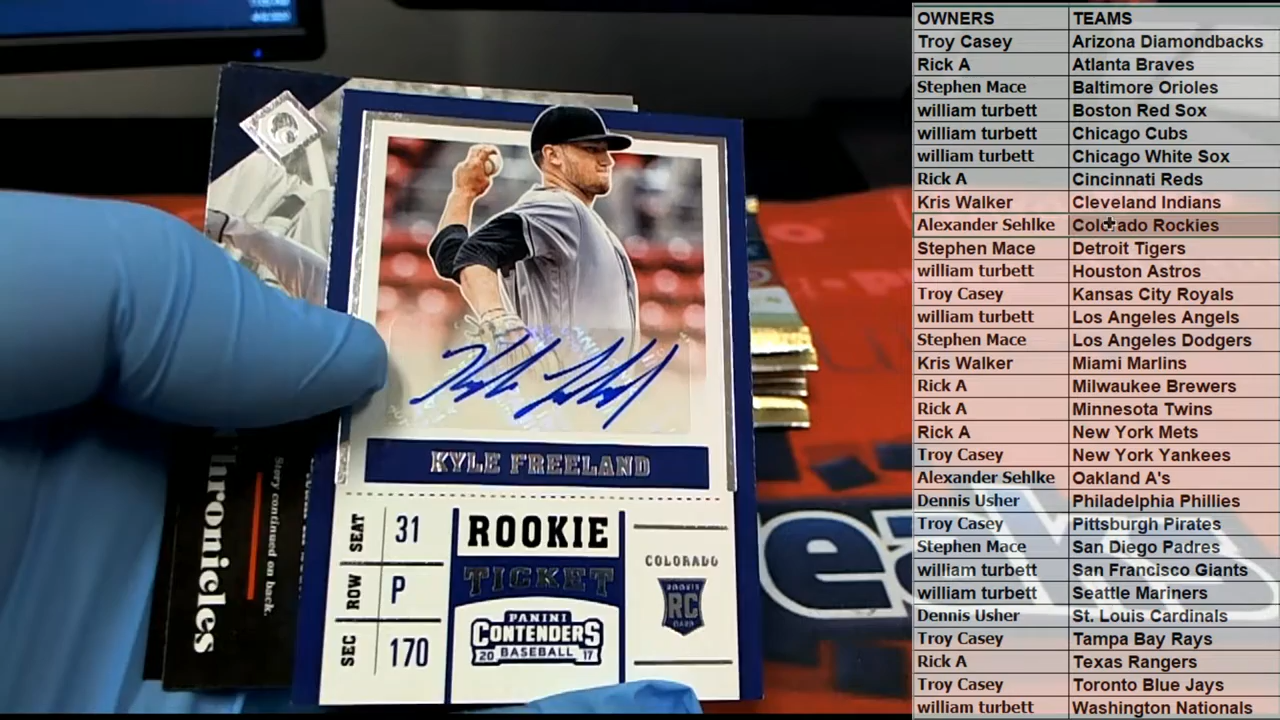 KYLE FREELAND
SEAT 31
ROW P
SEC 170
ROOKIE
TICKET
PANINI
CONTENDERS
20 BASEBALL 17
COLORADO
ROOKIE
RC
CARD
hronicles
Story continued on back.
OWNERS TEAMS
Troy Casey Arizona Diamondbacks
Rick A Atlanta Braves
Stephen Mace Baltimore Orioles
william turbett Boston Red Sox
william turbett Chicago Cubs
william turbett Chicago White Sox
Rick A Cincinnati Reds
Kris Walker Cleveland Indians
Alexander Sehlke Colorado Rockies
Stephen Mace Detroit Tigers
william turbett Houston Astros
Troy Casey Kansas City Royals
william turbett Los Angeles Angels
Stephen Mace Los Angeles Dodgers
Kris Walker Miami Marlins
Rick A Milwaukee Brewers
Rick A Minnesota Twins
Rick A New York Mets
Troy Casey New York Yankees
Alexander Sehlke Oakland A's
Dennis Usher Philadelphia Phillies
Troy Casey Pittsburgh Pirates
Stephen Mace San Diego Padres
william turbett San Francisco Giants
william turbett Seattle Mariners
Dennis Usher St. Louis Cardinals
Troy Casey Tampa Bay Rays
Rick A Texas Rangers
Troy Casey Toronto Blue Jays
william turbett Washington Nationals